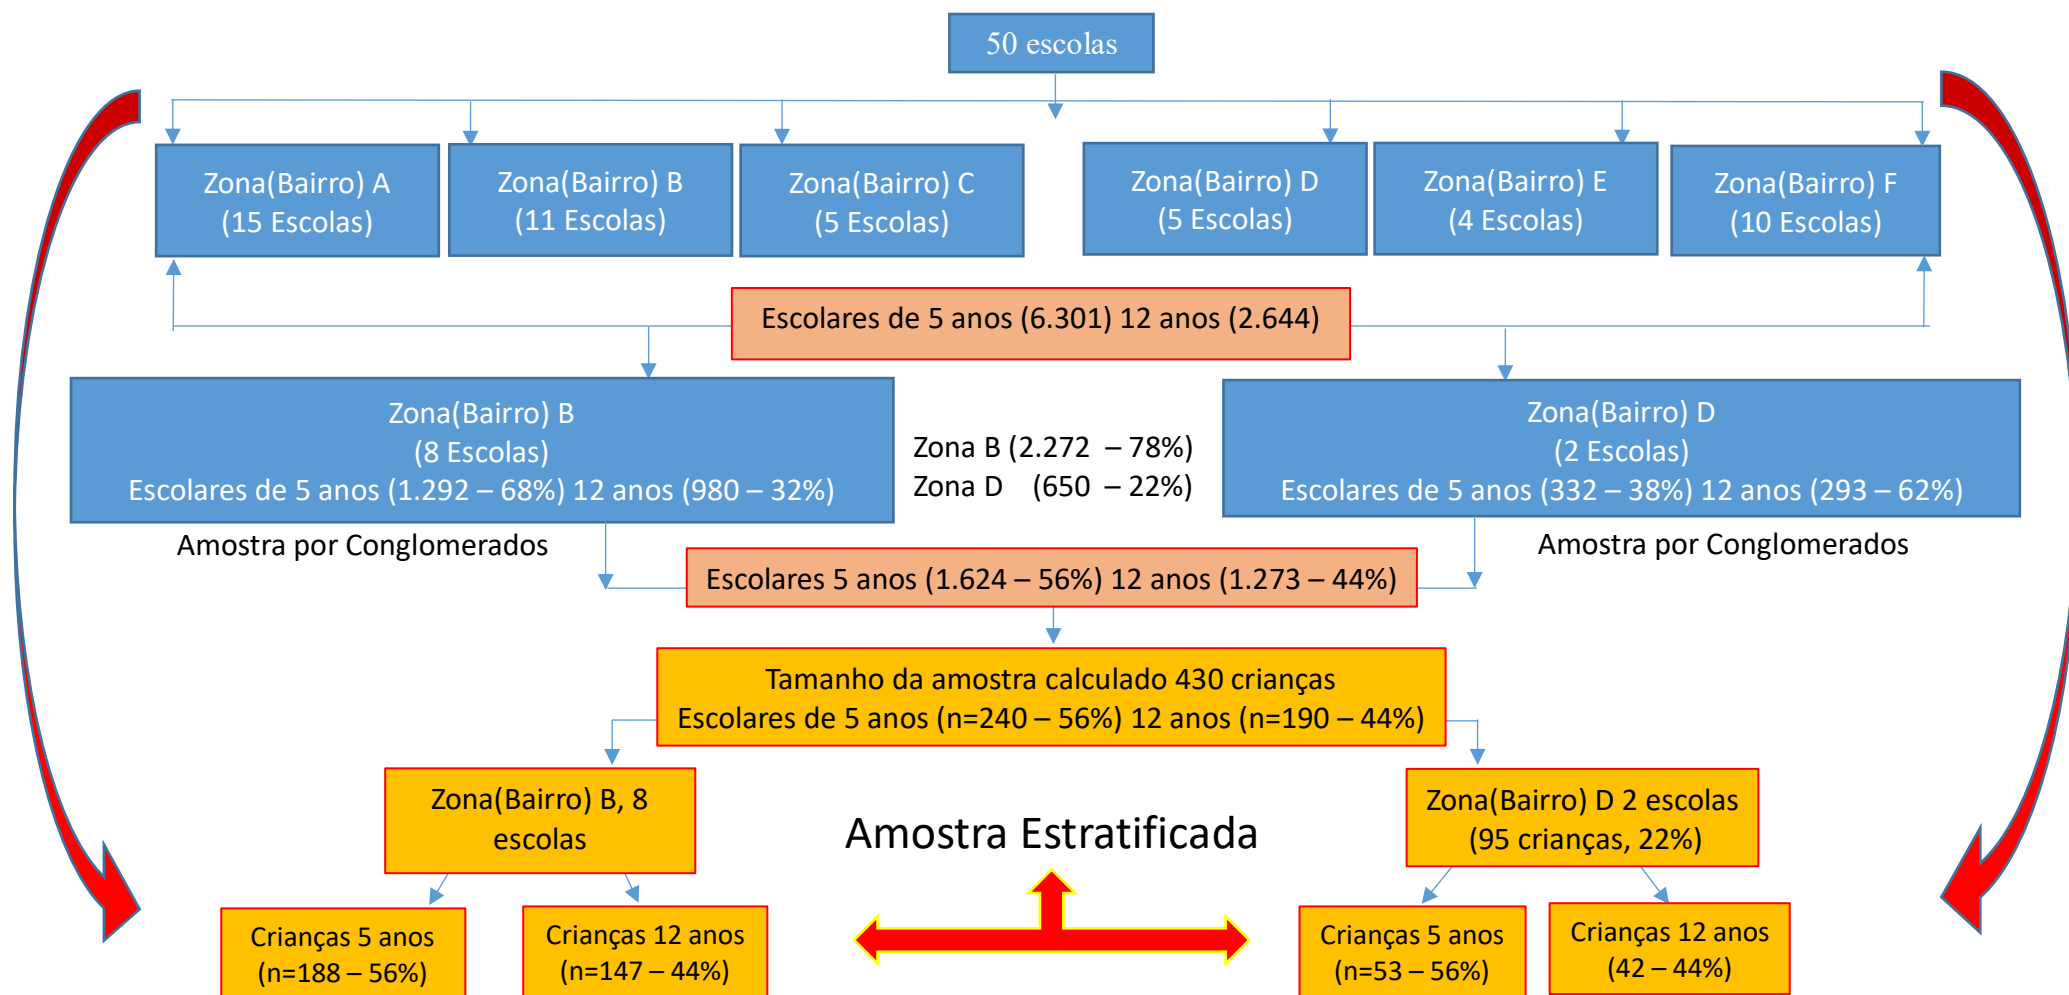 50 escolas
Zona(Bairro) A
(15 Escolas)
Zona(Bairro) B
(11 Escolas)
Zona(Bairro) C
(5 Escolas)
Zona(Bairro) D
(5 Escolas)
Zona(Bairro) E
(4 Escolas)
Zona(Bairro) F
(10 Escolas)
Escolares de 5 anos (6.301) 12 anos (2.644)
Zona(Bairro) B
(8 Escolas)
Escolares de 5 anos (1.292 – 68%) 12 anos (980 – 32%)
Zona B (2.272 – 78%)
Zona D (650 – 22%)
Zona(Bairro) D
(2 Escolas)
Escolares de 5 anos (332 – 38%) 12 anos (293 – 62%)
Amostra por Conglomerados
Amostra por Conglomerados
Escolares 5 anos (1.624 – 56%) 12 anos (1.273 – 44%)
Tamanho da amostra calculado 430 crianças
Escolares de 5 anos (n=240 – 56%) 12 anos (n=190 – 44%)
Zona(Bairro) B, 8
escolas
Amostra Estratificada
Zona(Bairro) D 2 escolas
(95 crianças, 22%)
Crianças 5 anos
(n=188 – 56%)
Crianças 12 anos
(n=147 – 44%)
Crianças 5 anos
(n=53 – 56%)
Crianças 12 anos
(42 – 44%)